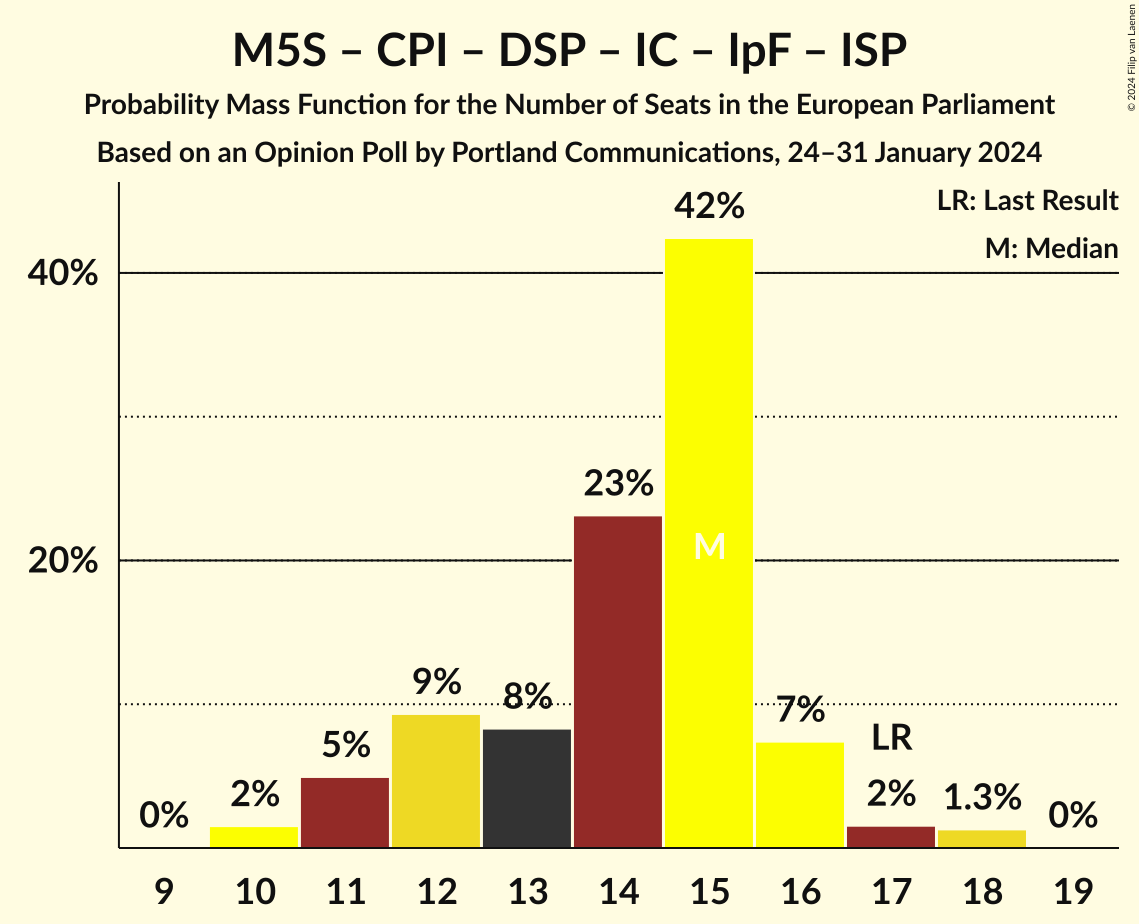 M5S – CPI – DSP – IC – IpF – ISP
Probability Mass Function for the Number of Seats in the European Parliament
Based on an Opinion Poll by Portland Communications, 24–31 January 2024
© 2024 Filip van Laenen
LR: Last Result
M: Median
42%
40%
23%
M
20%
9%
8%
7%
LR
5%
2%
2%
1.3%
0%
0%
9 10 11 12 13 14 15 16 17 18 19